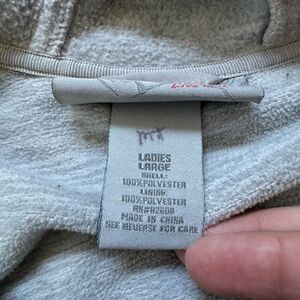 LADIES
LARGE
SHELL:
100%POLYESTER
LINING:
100%POLYESTER
RN#82608
MADE IN CHINA
SEE REVERSE FOR CARE